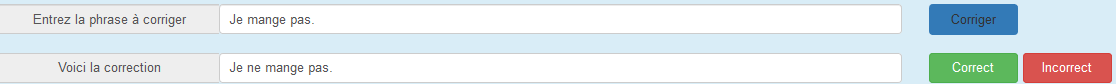 Entrez la phrase à corriger Je mange pas. Corriger
Voici la correction Je ne mange pas. Correct Incorrect